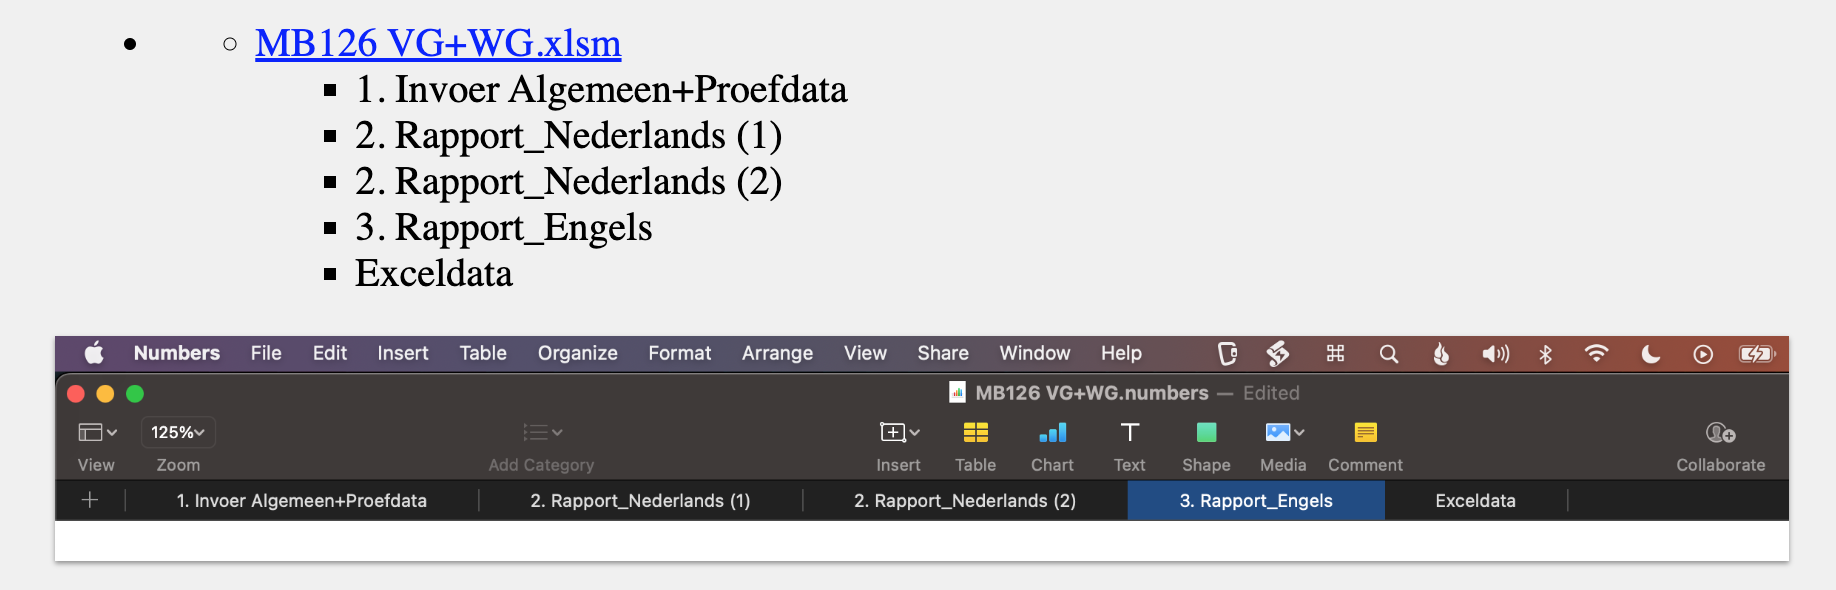 MB126 VG+WG.xlsm
1. Invoer Algemeen+Proefdata
2. Rapport_Nederlands (1)
2. Rapport_Nederlands (2)
3. Rapport_Engels
Exceldata
Numbers File Edit Insert Table Organize Format Arrange View Share Window Help
MB126 VG+WG.numbers — Edited
125%
View Zoom Add Category Insert Table Chart Text Shape Media Comment Collaborate
1. Invoer Algemeen+Proefdata 2. Rapport_Nederlands (1) 2. Rapport_Nederlands (2) 3. Rapport_Engels Exceldata